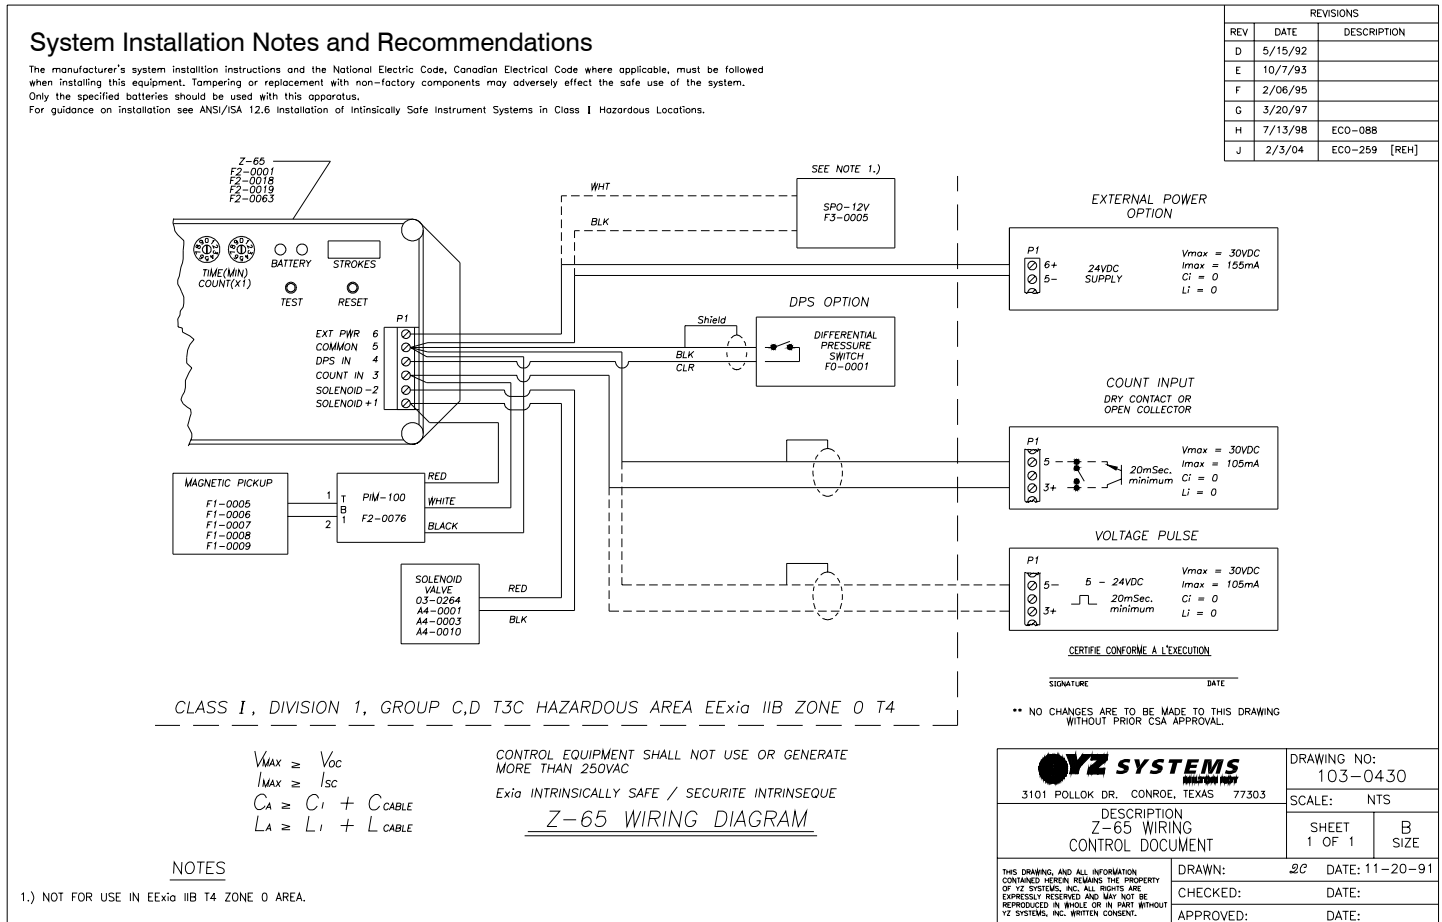 System Installation Notes and Recommendations
The manufacturer's system installtion instructions and the National Electric Code, Canadian Electrical Code where applicable, must be followed
when installing this equipment. Tampering or replacement with non-factory components may adversely effect the safe use of the system.
Only the specified batteries should be used with this apparatus.
For guidance on installation see ANSI/ISA 12.6 Installation of Intinsically Safe Instrument Systems in Class I Hazardous Locations.
REVISIONS
REV DATE DESCRIPTION
D 5/15/92
E 10/7/93
F 2/06/95
G 3/20/97
H 7/13/98 ECO-088
J 2/3/04 ECO-259 [REH]
Z-65
F2-0001
F2-0018
F2-0019
F2-0063
TIME(MIN)
COUNT(X1)
BATTERY
STROKES
TEST
RESET
P1
EXT PWR 6
COMMON 5
DPS IN 4
COUNT IN 3
SOLENOID -2
SOLENOID +1
WHT
BLK
SEE NOTE 1.)
SPO-12V
F3-0005
DPS OPTION
Shield
BLK
CLR
DIFFERENTIAL
PRESSURE
SWITCH
F0-0001
EXTERNAL POWER
OPTION
P1
6+
5-
24VDC
SUPPLY
Vmax = 30VDC
Imax = 155mA
Ci = 0
Li = 0
COUNT INPUT
DRY CONTACT OR
OPEN COLLECTOR
P1
5
3+
20mSec.
minimum
Vmax = 30VDC
Imax = 105mA
Ci = 0
Li = 0
VOLTAGE PULSE
P1
5-
3+
5 - 24VDC
20mSec.
minimum
Vmax = 30VDC
Imax = 105mA
Ci = 0
Li = 0
MAGNETIC PICKUP
F1-0005
F1-0006
F1-0007
F1-0008
F1-0009
1
2
T
B
1
PIM-100
F2-0076
RED
WHITE
BLACK
SOLENOID
VALVE
03-0264
A4-0001
A4-0003
A4-0010
RED
BLK
CERTIFIE CONFORME A L'EXECUTION
SIGNATURE DATE
** NO CHANGES ARE TO BE MADE TO THIS DRAWING
WITHOUT PRIOR CSA APPROVAL.
CLASS I, DIVISION 1, GROUP C,D T3C HAZARDOUS AREA EExia IIB ZONE 0 T4
VMAX ≥ VOC
IMAX ≥ ISC
CA ≥ CI + CCABLE
LA ≥ LI + LCABLE
CONTROL EQUIPMENT SHALL NOT USE OR GENERATE
MORE THAN 250VAC
Exia INTRINSICALLY SAFE / SECURITE INTRINSEQUE
Z-65 WIRING DIAGRAM
NOTES
1.) NOT FOR USE IN EExia IIB T4 ZONE 0 AREA.
YZ SYSTEMS
MILTON ROY
3101 POLLOK DR. CONROE, TEXAS 77303
DRAWING NO:
103-0430
SCALE: NTS
DESCRIPTION
Z-65 WIRING
CONTROL DOCUMENT
SHEET
1 OF 1
B
SIZE
THIS DRAWING, AND ALL INFORMATION
CONTAINED HEREIN REMAINS THE PROPERTY
OF YZ SYSTEMS, INC. ALL RIGHTS ARE
EXPRESSLY RESERVED AND MAY NOT BE
REPRODUCED IN WHOLE OR IN PART WITHOUT
YZ SYSTEMS, INC. WRITTEN CONSENT.
DRAWN: DATE: 11-20-91
CHECKED: DATE:
APPROVED: DATE: